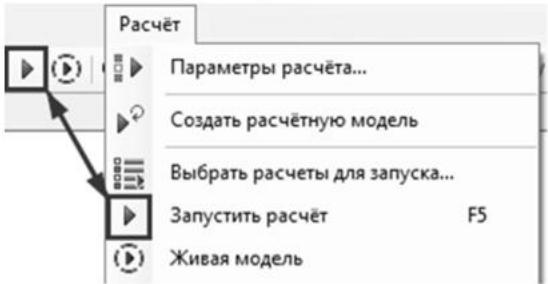 Расчёт
Параметры расчёта...
Создать расчётную модель
Выбрать расчеты для запуска...
Запустить расчёт F5
Живая модель